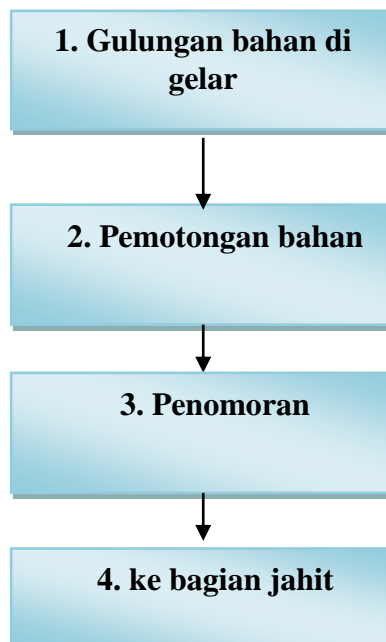 1. Gulungan bahan di
gelar
2. Pemotongan bahan
3. Penomoran
4. ke bagian jahit